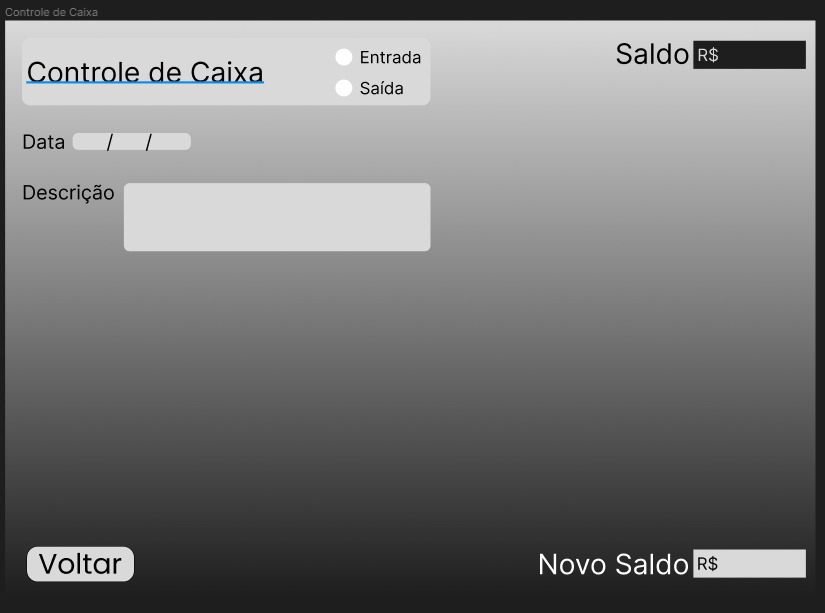 Controle de Caixa
Controle de Caixa
Entrada
Saída
Saldo R$
Data / /
Descrição
Voltar
Novo Saldo R$